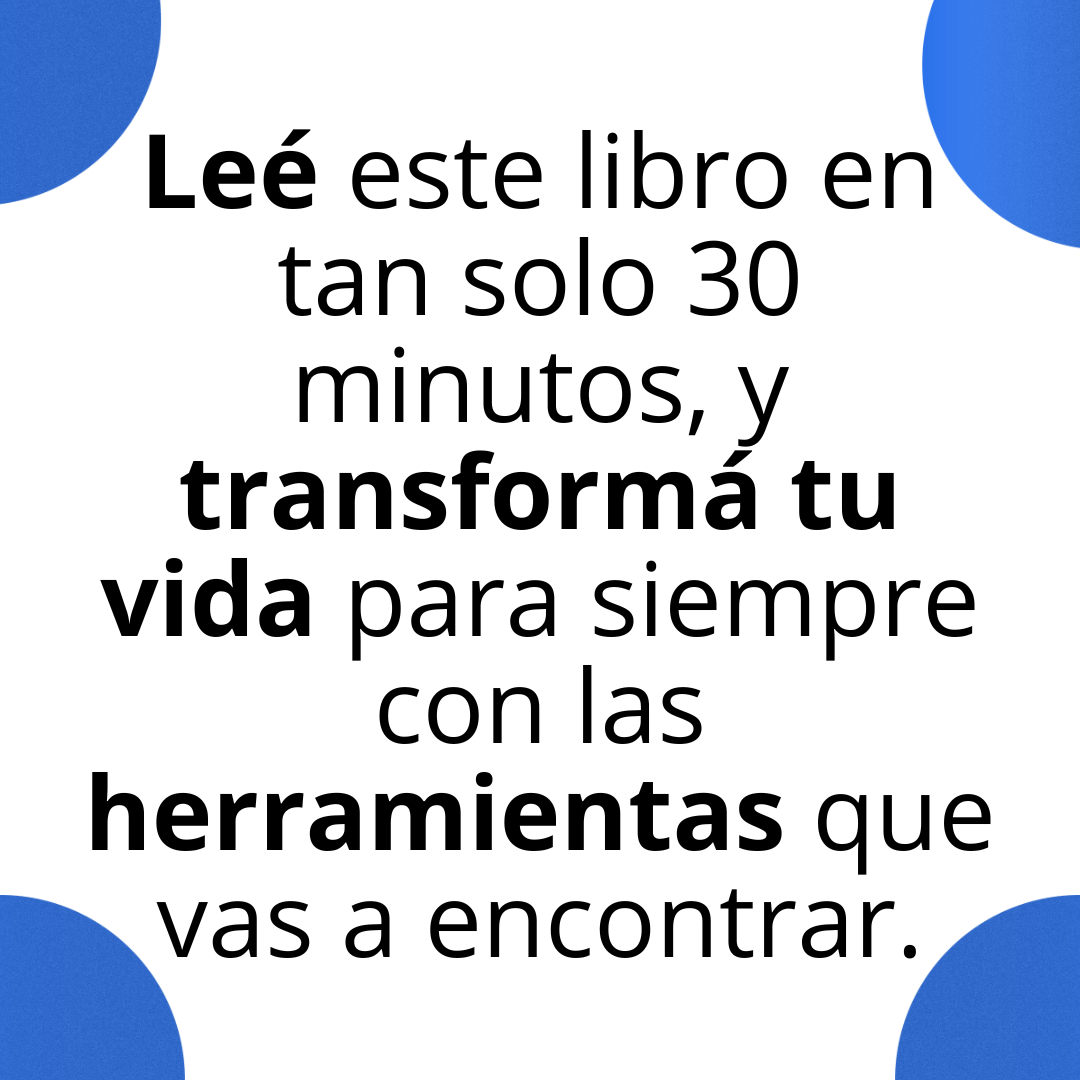 Leé este libro en
tan solo 30
minutos, y
transformá tu
vida para siempre
con las
herramientas que
vas a encontrar.